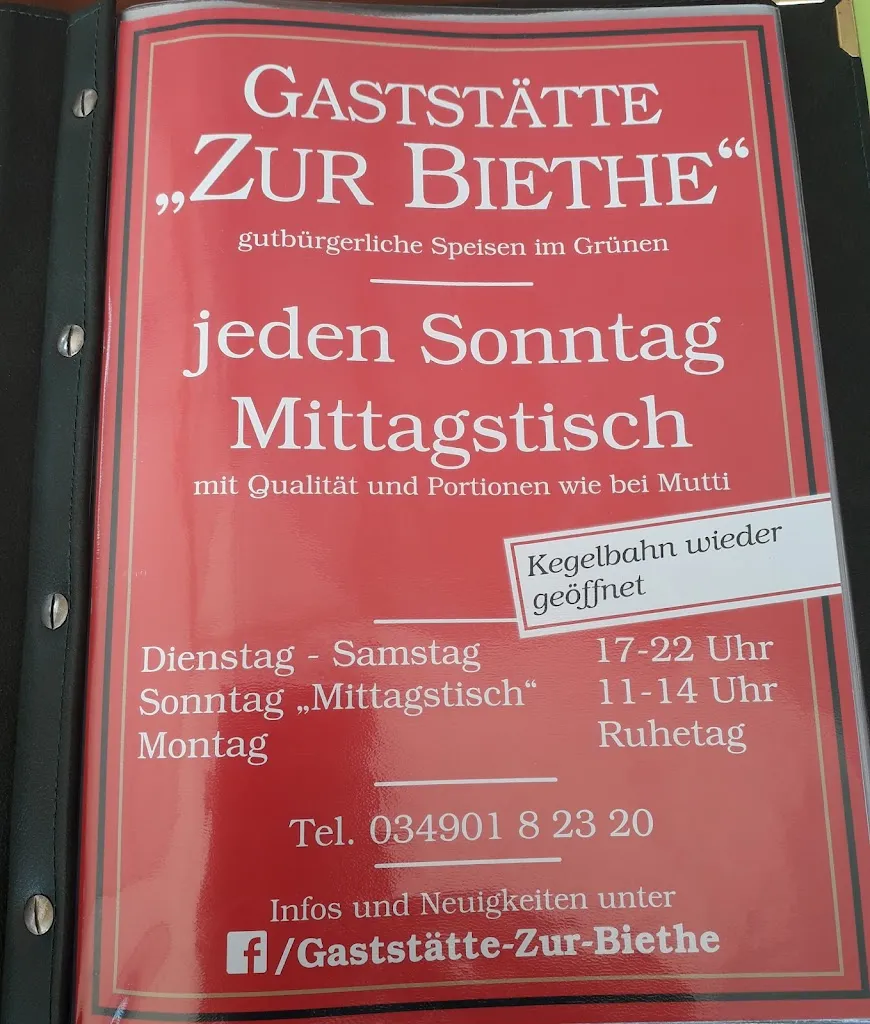 GASTSTÄTTE
„ZUR BIETHE“
gutbürgerliche Speisen im Grünen
jeden Sonntag
Mittagstisch
mit Qualität und Portionen wie bei Mutti
Kegelbahn wieder
geöffnet
Dienstag - Samstag 17-22 Uhr
Sonntag „Mittagstisch“ 11-14 Uhr
Montag Ruhetag
Tel. 034901 8 23 20
Infos und Neuigkeiten unter
f/Gaststätte-Zur-Biethe